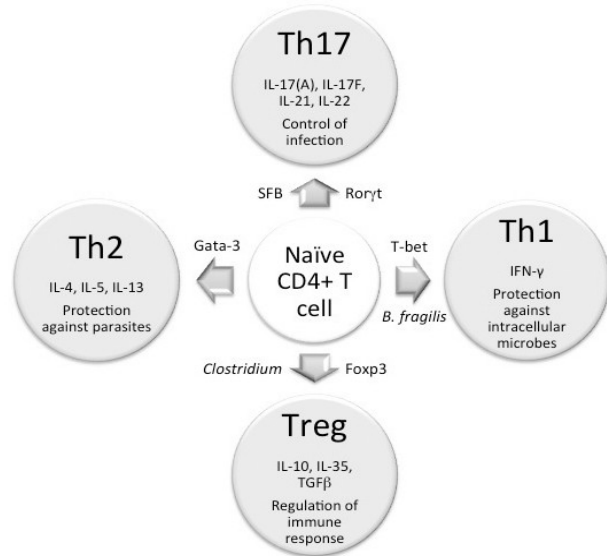 Th17
IL-17(A), IL-17F,
IL-21, IL-22
Control of
infection
SFB
Rorγt
Th2
IL-4, IL-5, IL-13
Protection
against parasites
Gata-3
Naïve
CD4+ T
cell
T-bet
B. fragilis
Th1
IFN-γ
Protection
against
intracellular
microbes
Clostridium
Foxp3
Treg
IL-10, IL-35,
TGFβ
Regulation of
immune
response